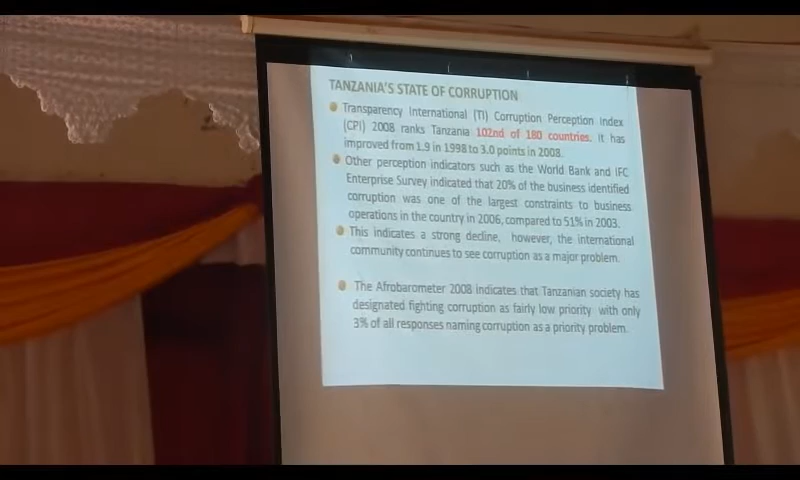 TANZANIA'S STATE OF CORRUPTION
Transparency International (TI) Corruption Perception Index
(CPI) 2008 ranks Tanzania 102nd of 180 countries. It has
improved from 1.9 in 1998 to 3.0 points in 2008.
Other perception indicators such as the World Bank and IFC
Enterprise Survey indicated that 20% of the business identified
corruption was one of the largest constraints to business
operations in the country in 2006, compared to 51% in 2003.
This indicates a strong decline, however, the international
community continues to see corruption as a major problem.
The Afrobarometer 2008 indicates that Tanzanian society has
designated fighting corruption as fairly low priority with only
3% of all responses naming corruption as a priority problem.